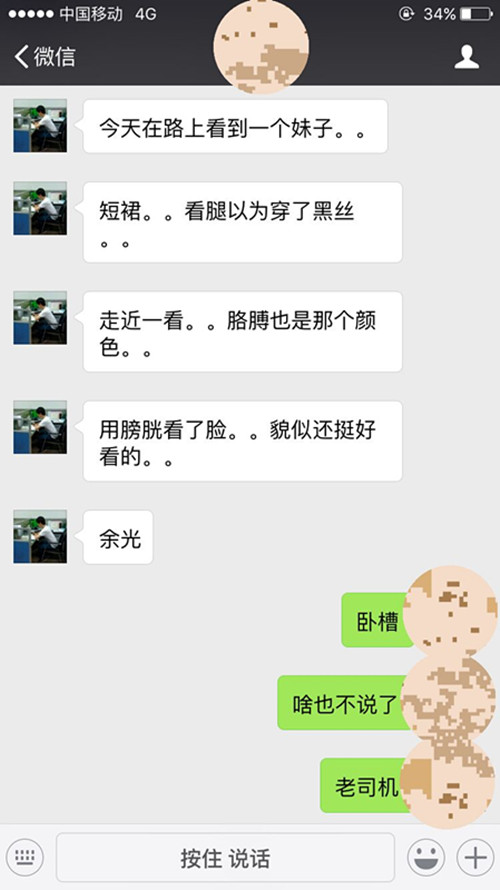 中国移动 4G 34%
微信
今天在路上看到一个妹子。。
短裙。。看腿以为穿了黑丝
。。
走近一看。。胳膊也是那个颜
色。。
用膀胱看了脸。。貌似还挺好
看的。。
余光
卧槽
啥也不说了
老司机
按住 说话